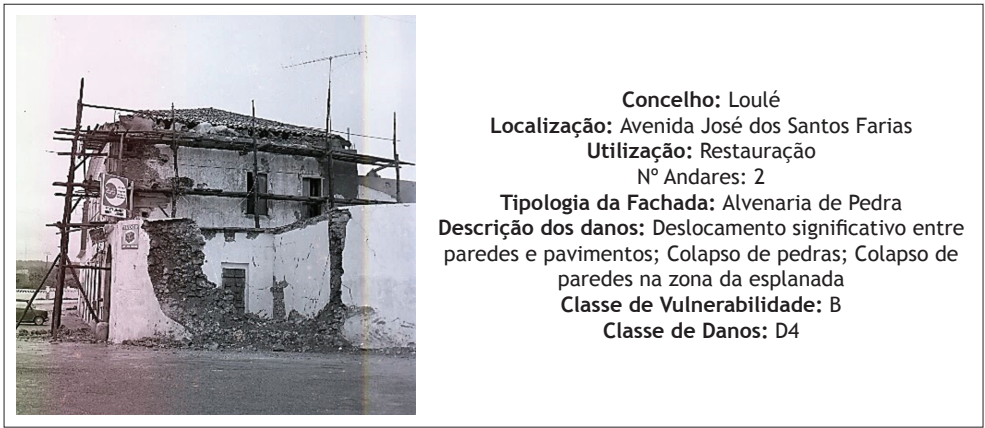 Concelho: Loulé
Localização: Avenida José dos Santos Farias
Utilização: Restauração
Nº Andares: 2
Tipologia da Fachada: Alvenaria de Pedra
Descrição dos danos: Deslocamento significativo entre
paredes e pavimentos; Colapso de pedras; Colapso de
paredes na zona da esplanada
Classe de Vulnerabilidade: B
Classe de Danos: D4